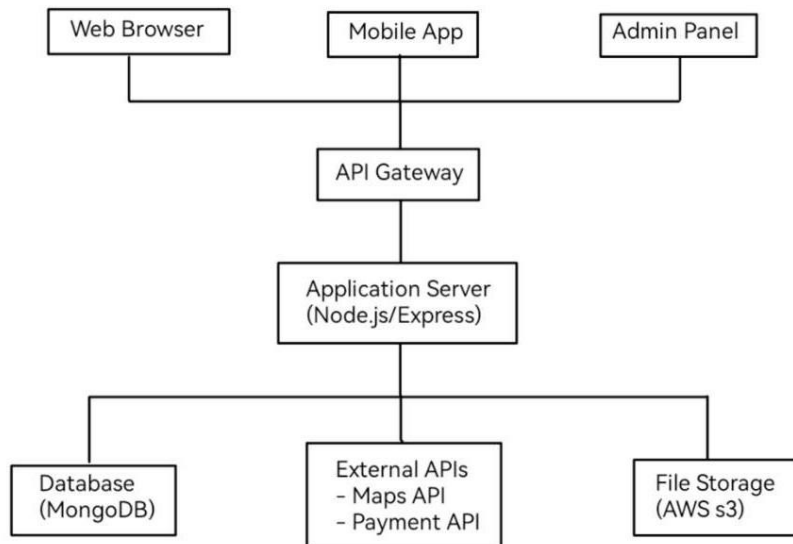 Web Browser
Mobile App
Admin Panel
API Gateway
Application Server
(Node.js/Express)
Database
(MongoDB)
External APIs
- Maps API
- Payment API
File Storage
(AWS s3)